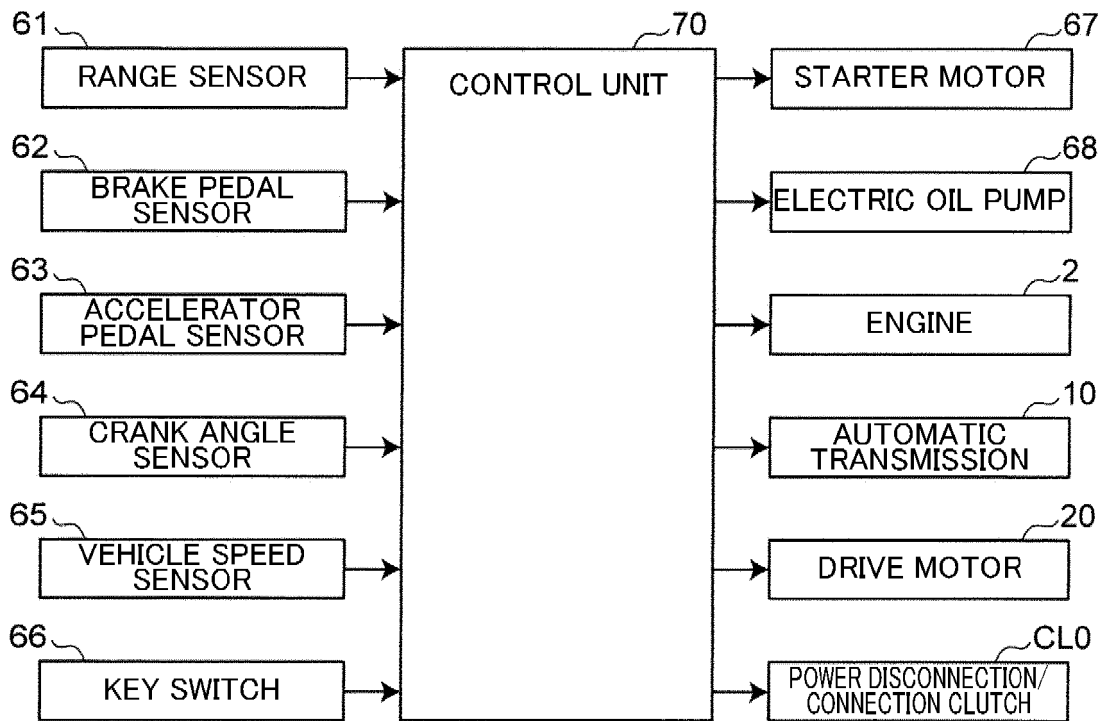 61
RANGE SENSOR
62
BRAKE PEDAL
SENSOR
63
ACCELERATOR
PEDAL SENSOR
64
CRANK ANGLE
SENSOR
65
VEHICLE SPEED
SENSOR
66
KEY SWITCH
70
CONTROL UNIT
67
STARTER MOTOR
68
ELECTRIC OIL PUMP
2
ENGINE
10
AUTOMATIC
TRANSMISSION
20
DRIVE MOTOR
CL0
POWER DISCONNECTION/
CONNECTION CLUTCH